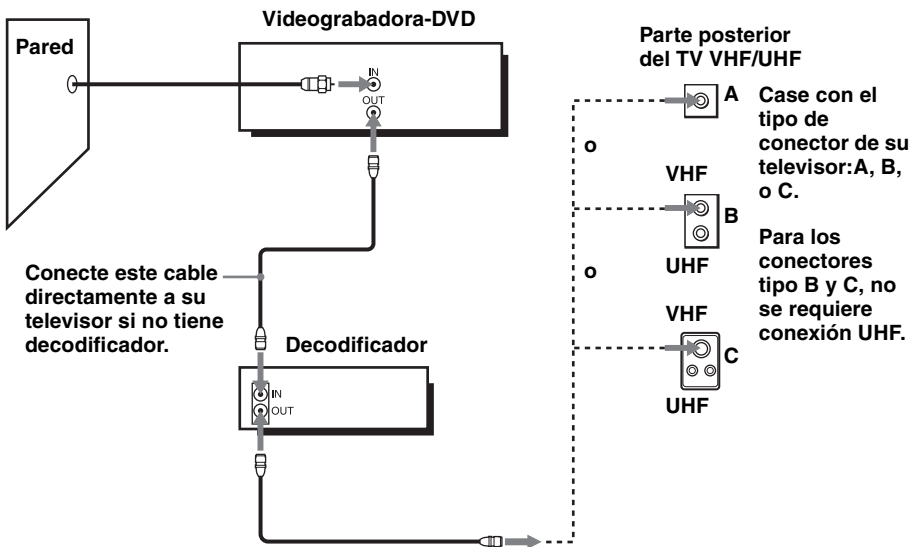 Videograbadora-DVD
Pared
IN
OUT
Parte posterior
del TV VHF/UHF
A
Case con el
tipo de
conector de su
televisor:A, B,
o C.
o
VHF
B
UHF
Para los
conectores
tipo B y C, no
se requiere
conexión UHF.
o
VHF
C
UHF
Conecte este cable
directamente a su
televisor si no tiene
decodificador.
Decodificador
IN
OUT